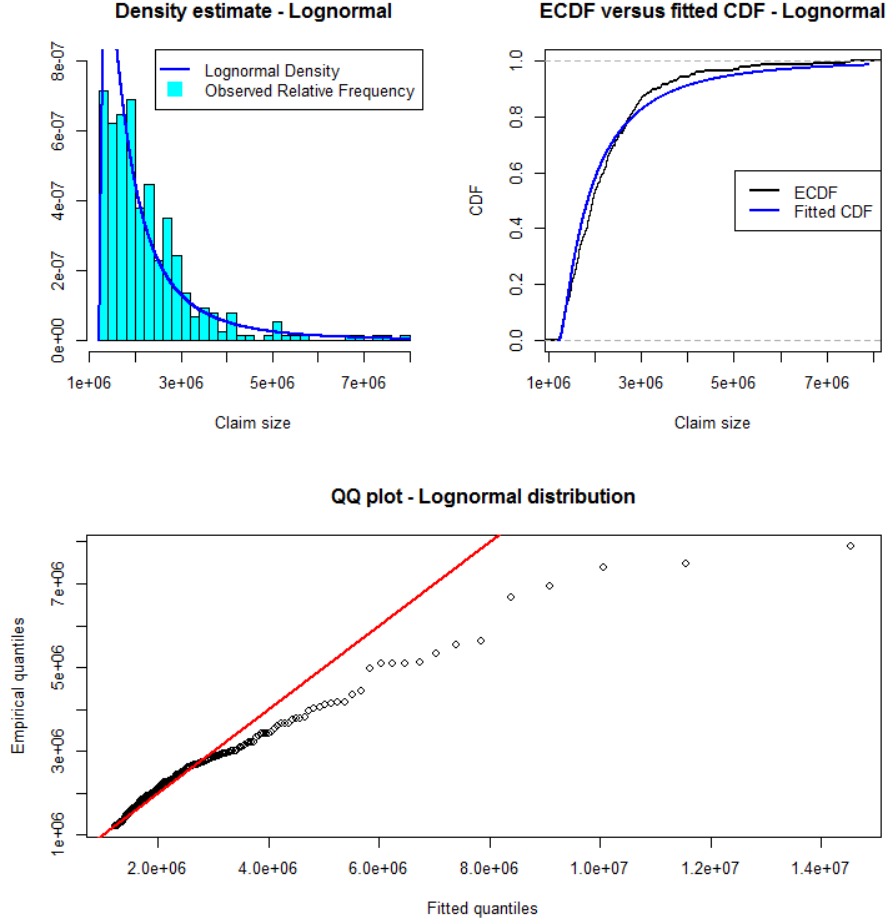 Density estimate - Lognormal
Lognormal Density
Observed Relative Frequency
0e+00 2e-07 4e-07 6e-07 8e-07
1e+06 3e+06 5e+06 7e+06
Claim size
ECDF versus fitted CDF - Lognormal
CDF
0.0 0.2 0.4 0.6 0.8 1.0
ECDF
Fitted CDF
1e+06 3e+06 5e+06 7e+06
Claim size
QQ plot - Lognormal distribution
Empirical quantiles
1e+06 3e+06 5e+06 7e+06
2.0e+06 4.0e+06 6.0e+06 8.0e+06 1.0e+07 1.2e+07 1.4e+07
Fitted quantiles